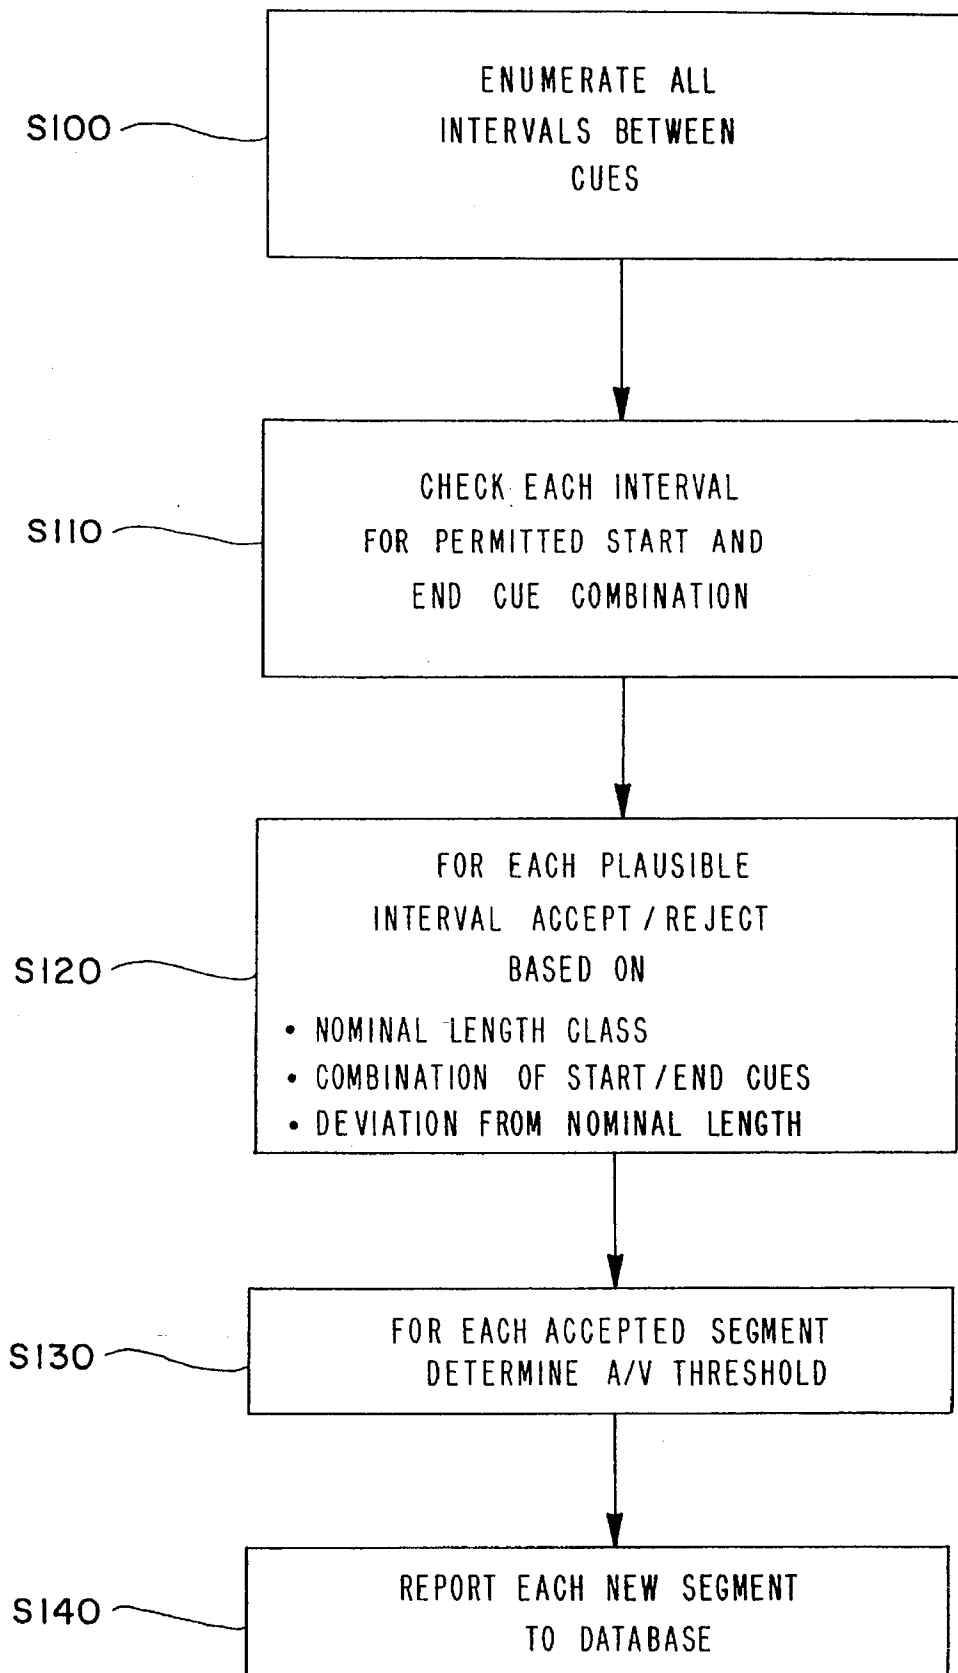 S100
ENUMERATE ALL
INTERVALS BETWEEN
CUES
S110
CHECK EACH INTERVAL
FOR PERMITTED START AND
END CUE COMBINATION
S120
FOR EACH PLAUSIBLE
INTERVAL ACCEPT / REJECT
BASED ON
• NOMINAL LENGTH CLASS
• COMBINATION OF START/END CUES
• DEVIATION FROM NOMINAL LENGTH
S130
FOR EACH ACCEPTED SEGMENT
DETERMINE A/V THRESHOLD
S140
REPORT EACH NEW SEGMENT
TO DATABASE